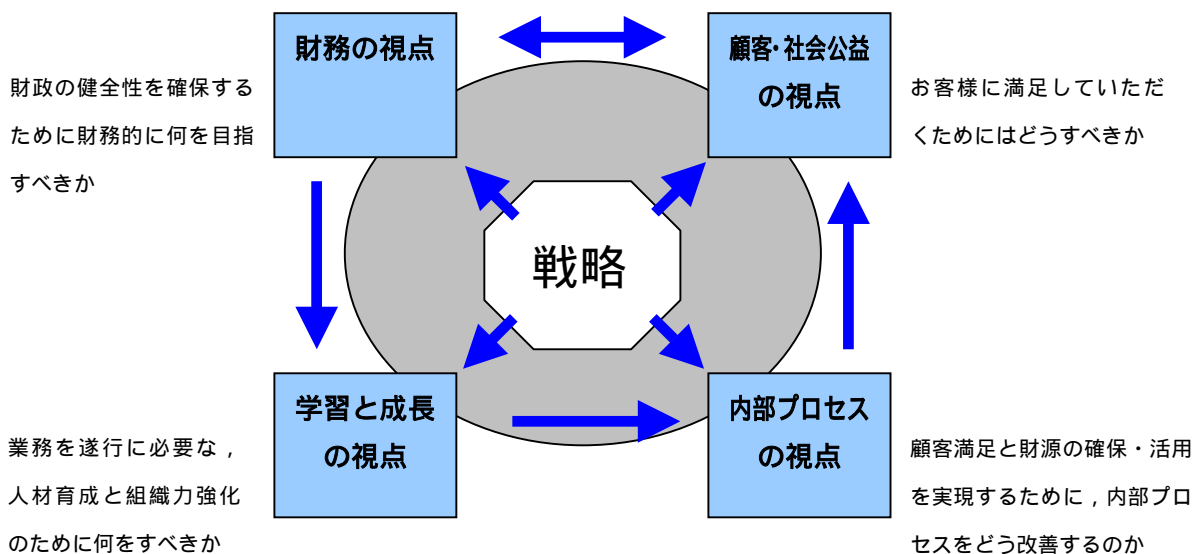 財務の視点
顧客・社会公益
の視点
財政の健全性を確保する
ために財務的に何を目指
すべきか
お客様に満足していただ
くためにはどうすべきか
戦略
学習と成長
の視点
内部プロセス
の視点
業務を遂行に必要な，
人材育成と組織力強化
のために何をすべきか
顧客満足と財源の確保・活用
を実現するために，内部プロ
セスをどう改善するのか